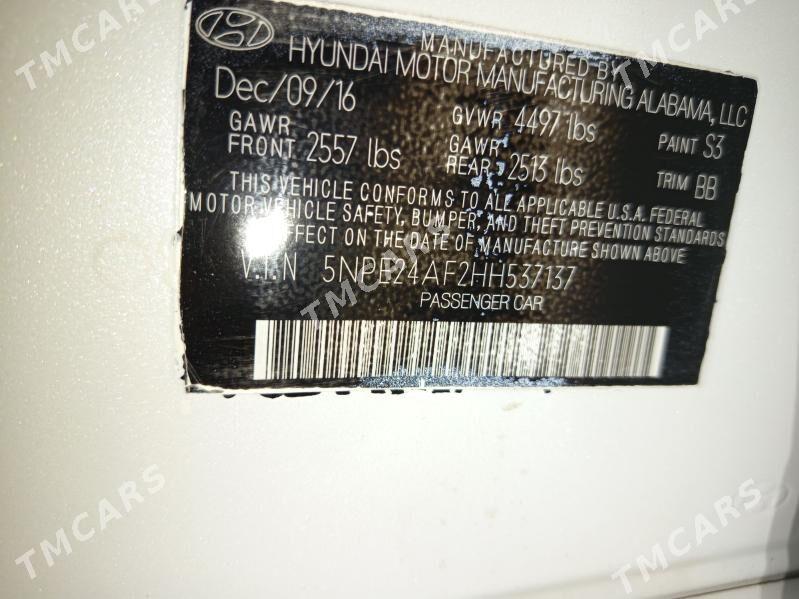 MANUFACTURED BY
HYUNDAI MOTOR MANUFACTURING ALABAMA, LLC
Dec/09/16
GVWR 4497 lbs
PAINT S3
GAWR FRONT 2557 lbs
GAWR REAR 2513 lbs
TRIM BB
THIS VEHICLE CONFORMS TO ALL APPLICABLE U.S.A. FEDERAL
MOTOR VEHICLE SAFETY, BUMPER, AND THEFT PREVENTION STANDARDS
EFFECT ON THE DATE OF MANUFACTURE SHOWN ABOVE
V.I.N 5NPE24AF2HH537137
PASSENGER CAR
TMCARS
TMCARS
TMCARS
TMCARS
TMCARS